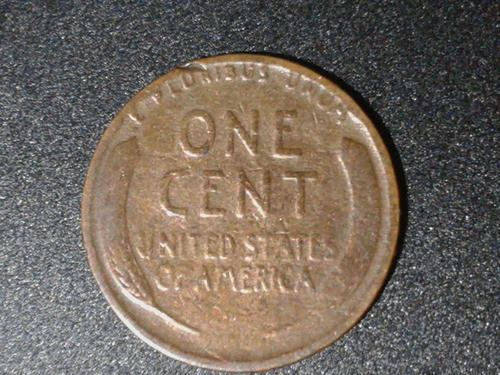 E PLURIBUS UNUM
ONE
CENT
UNITED STATES
OF AMERICA